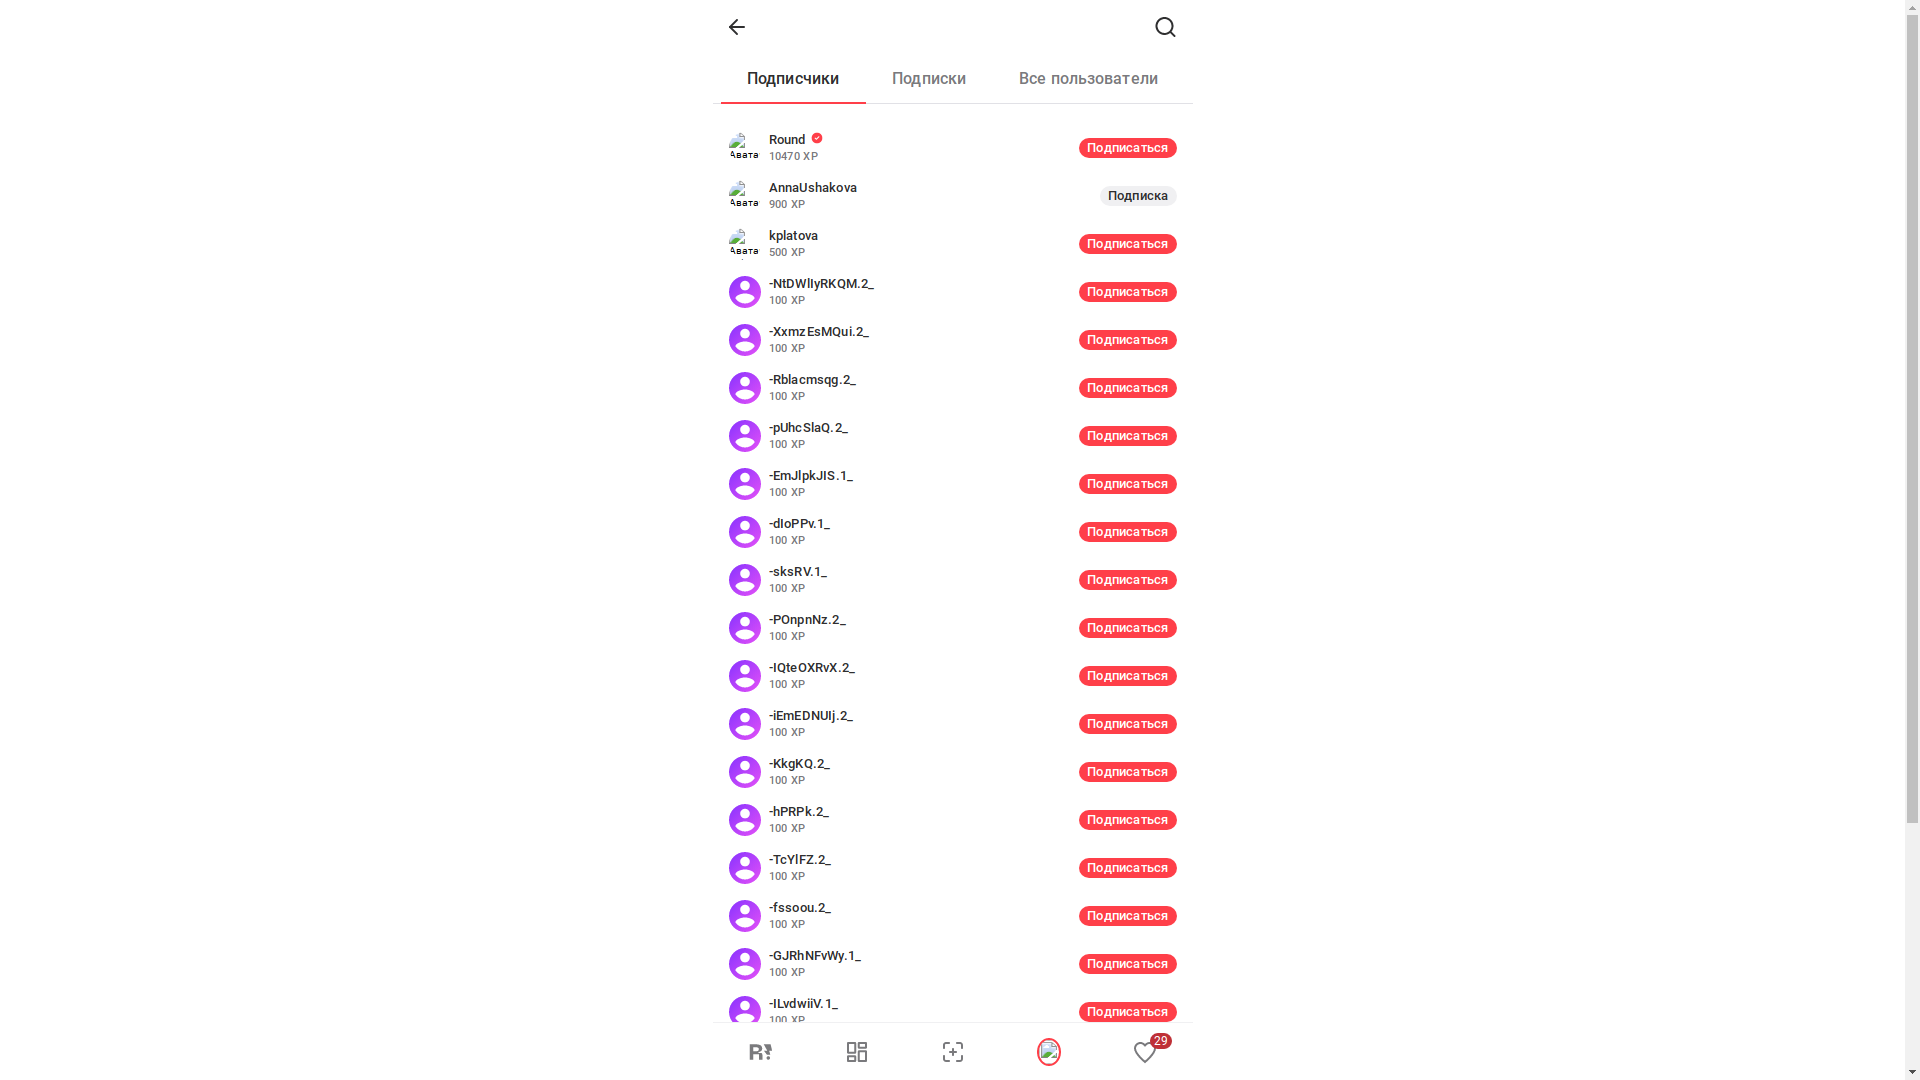 Подписчики Подписки Все пользователи
Round
10470 XP
Подписаться
AnnaUshakova
900 XP
Подписка
kplatova
500 XP
Подписаться
-NtDWlIyRKQM.2_
100 XP
Подписаться
-XxmzEsMQui.2_
100 XP
Подписаться
-Rblacmsqg.2_
100 XP
Подписаться
-pUhcSlaQ.2_
100 XP
Подписаться
-EmJlpkJIS.1_
100 XP
Подписаться
-dIoPPv.1_
100 XP
Подписаться
-sksRV.1_
100 XP
Подписаться
-POnpnNz.2_
100 XP
Подписаться
-IQteOXRvX.2_
100 XP
Подписаться
-iEmEDNUIj.2_
100 XP
Подписаться
-KkgKQ.2_
100 XP
Подписаться
-hPRPk.2_
100 XP
Подписаться
-TcYlFZ.2_
100 XP
Подписаться
-fssoou.2_
100 XP
Подписаться
-GJRhNFvWy.1_
100 XP
Подписаться
-ILvdwiiV.1_
100 XP
Подписаться
R
29